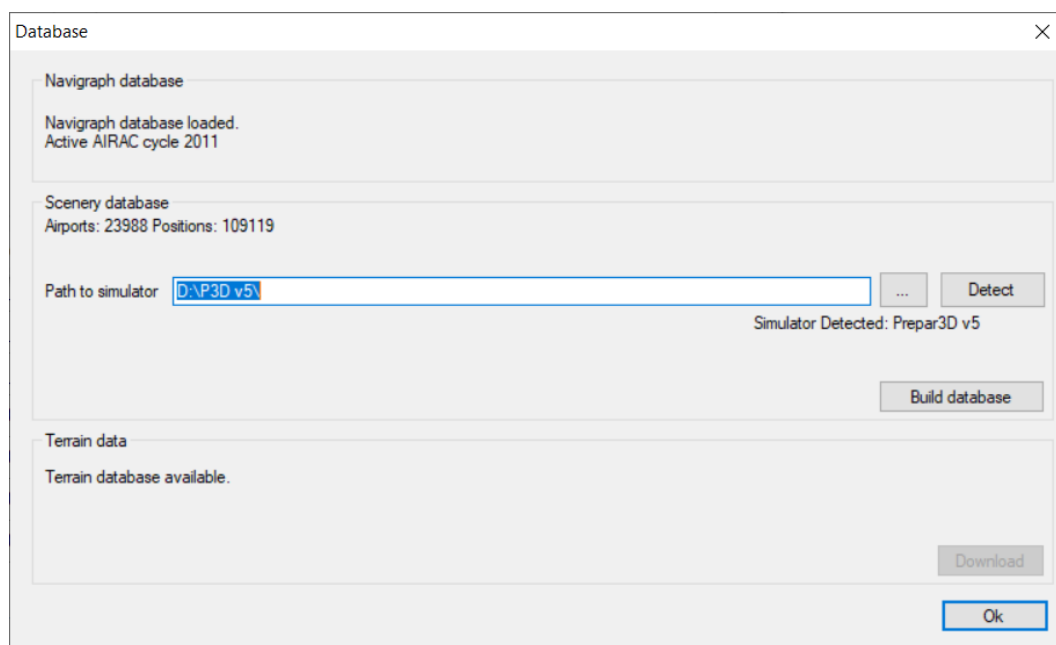 Database
Navigraph database
Navigraph database loaded.
Active AIRAC cycle 2011
Scenery database
Airports: 23988 Positions: 109119
Path to simulator D:\P3D v5\ ... Detect
Simulator Detected: Prepar3D v5
Build database
Terrain data
Terrain database available.
Download
Ok